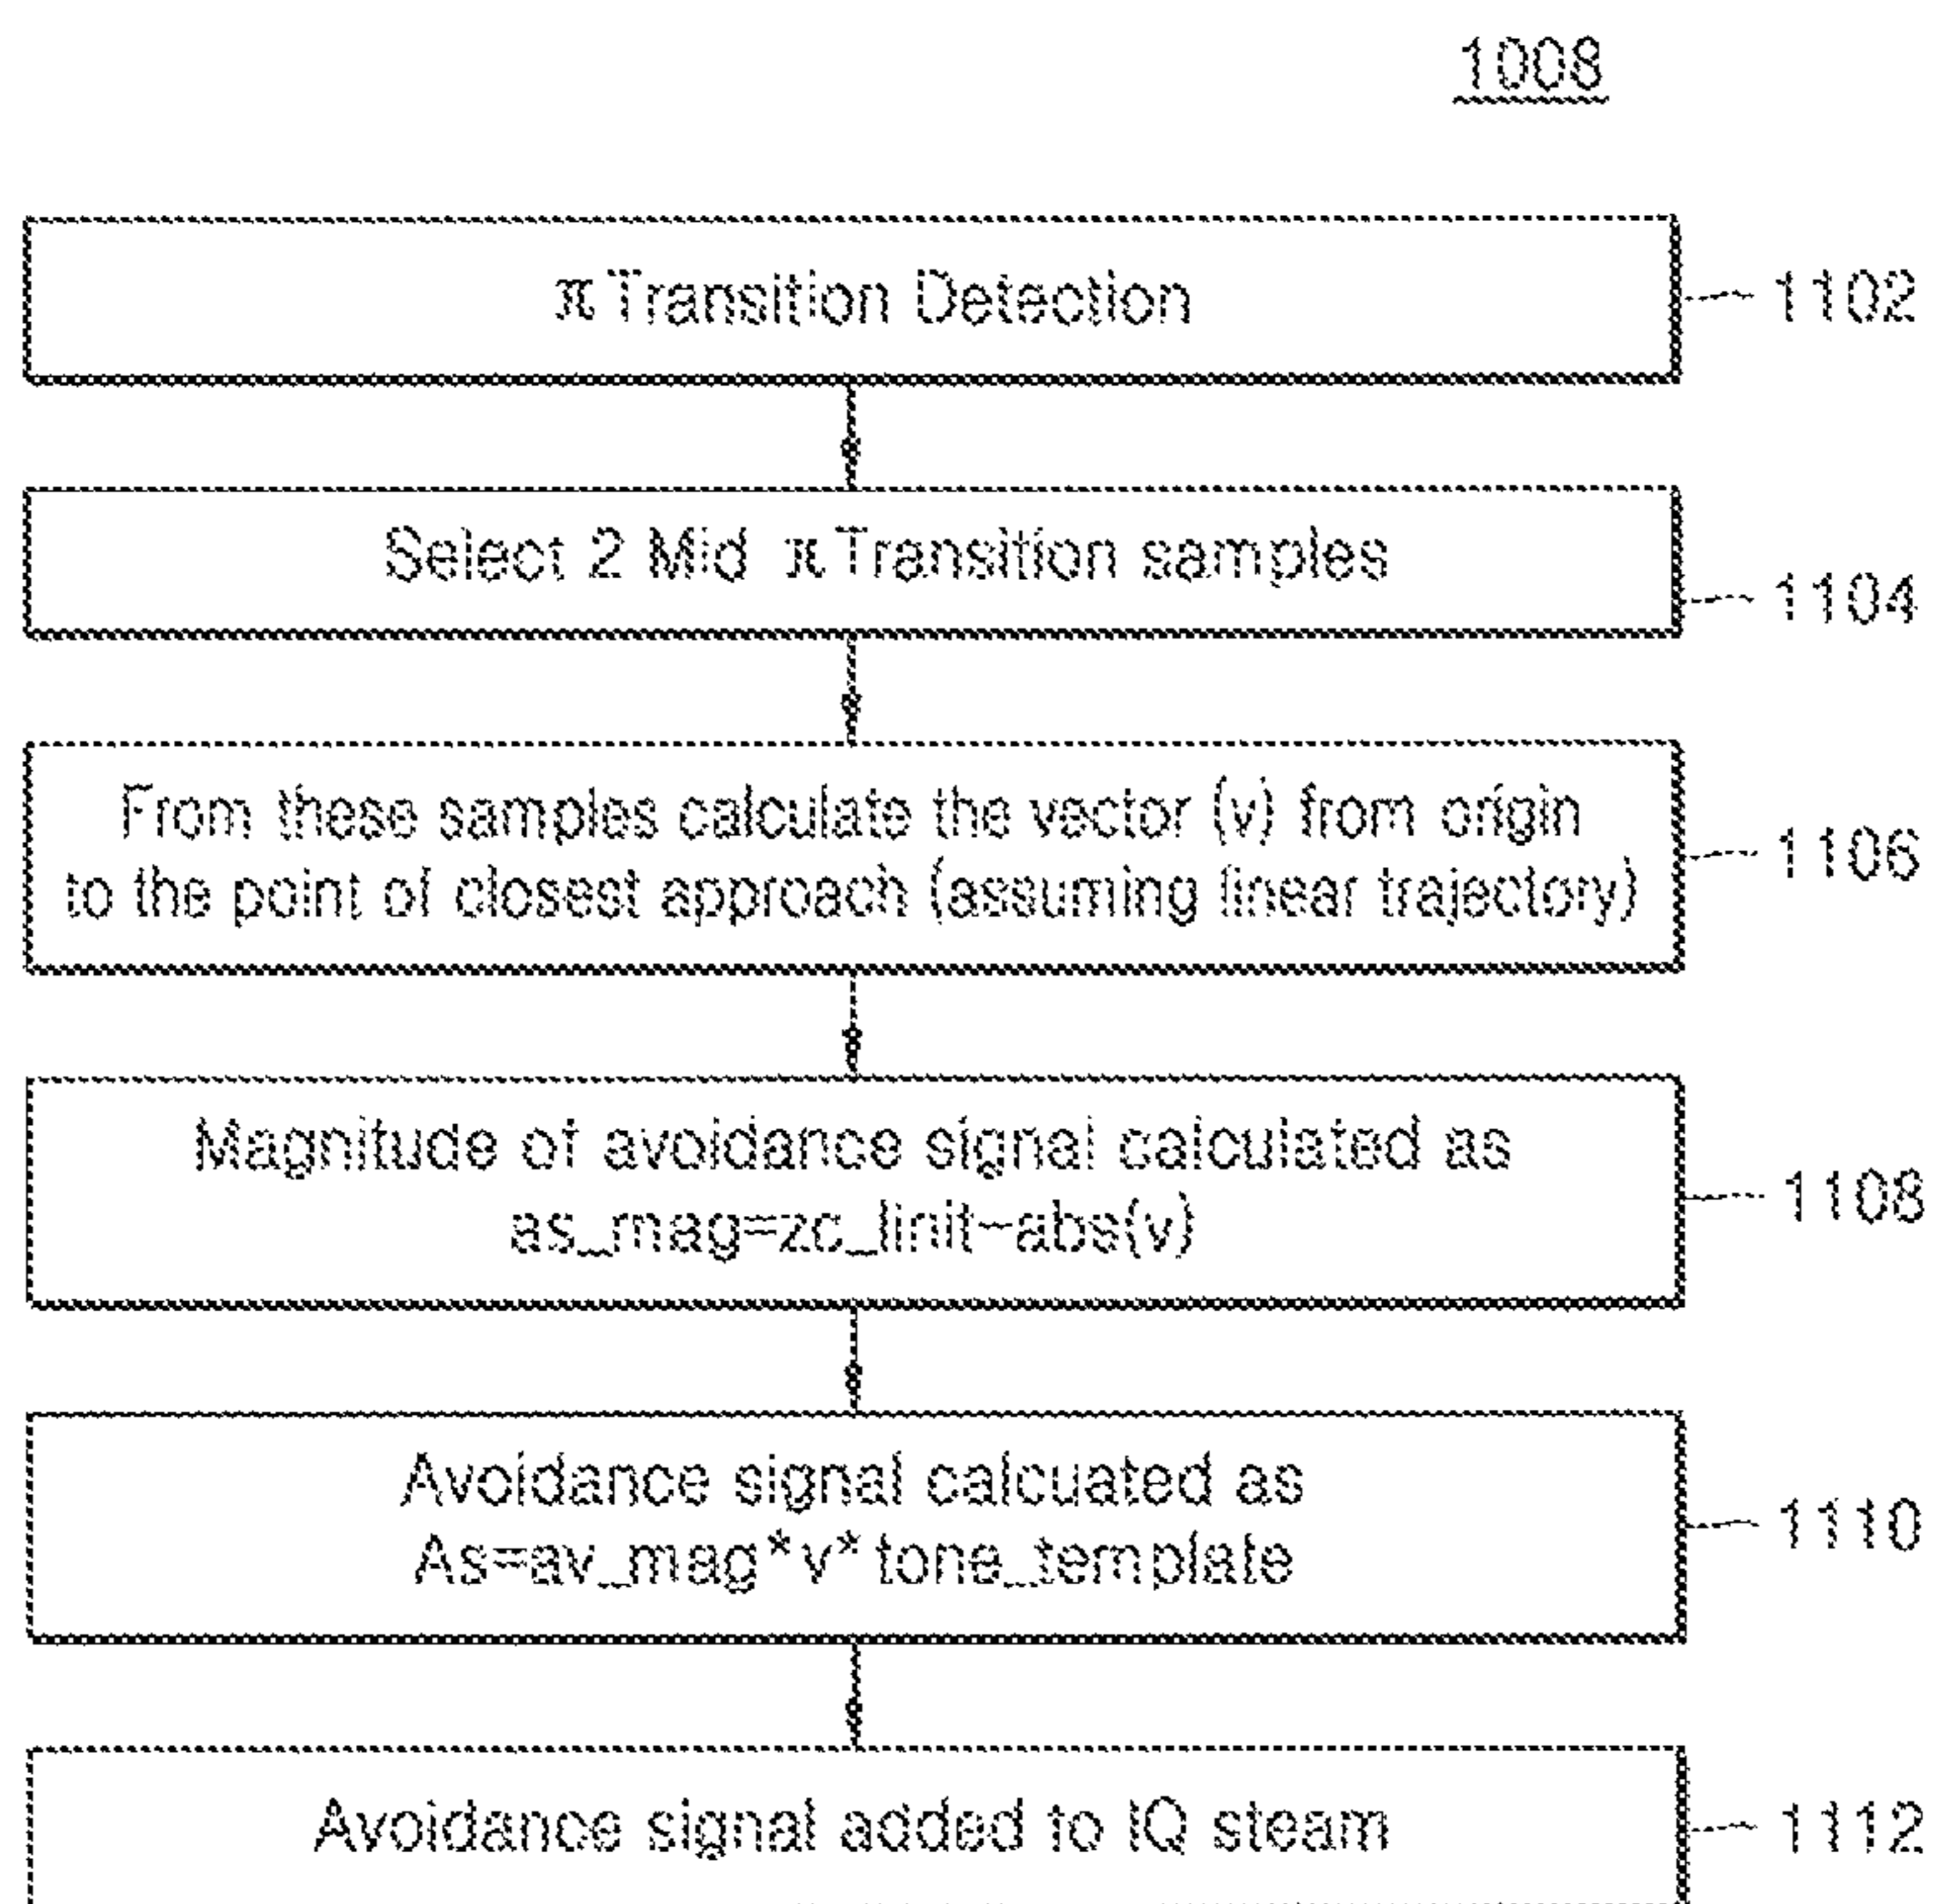 1008
π Transition Detection
1102
Select 2 Mid π Transition samples
1104
From these samples calculate the vector (v) from origin
to the point of closest approach (assuming linear trajectory)
1106
Magnitude of avoidance signal calculated as
as_mag=zc_linit-abs(v)
1108
Avoidance signal calcuated as
As=av_mag*v*tone_template
1110
Avoidance signal added to IQ steam
1112